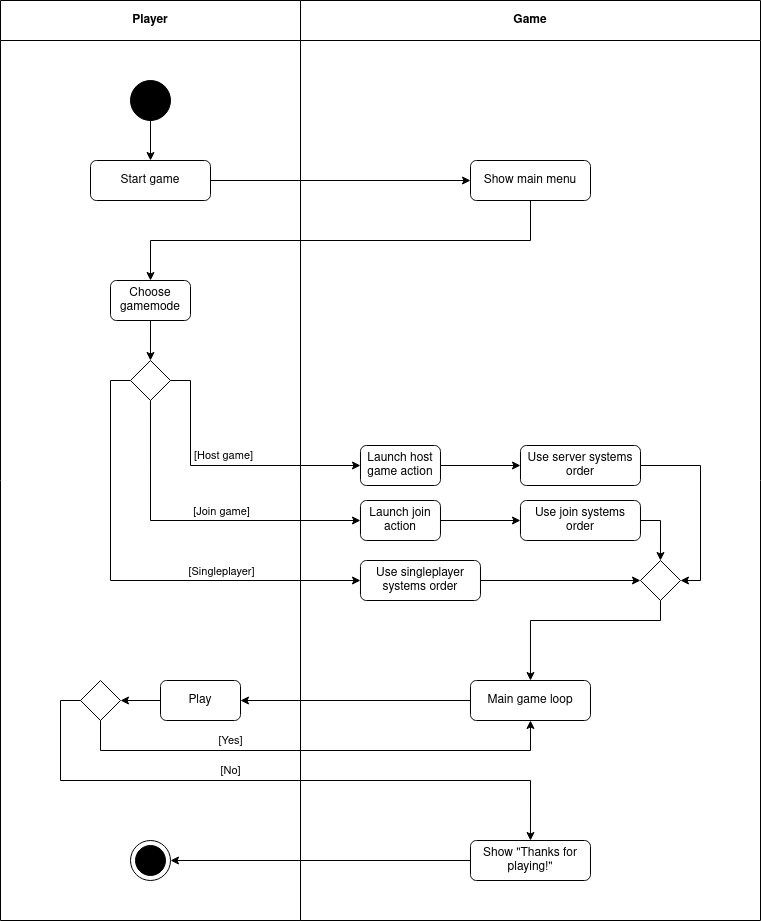 Player
Game
Start game
Show main menu
Choose
gamemode
[Host game]
Launch host
game action
Use server systems
order
[Join game]
Launch join
action
Use join systems
order
[Singleplayer]
Use singleplayer
systems order
Play
Main game loop
[Yes]
[No]
Show "Thanks for
playing!"